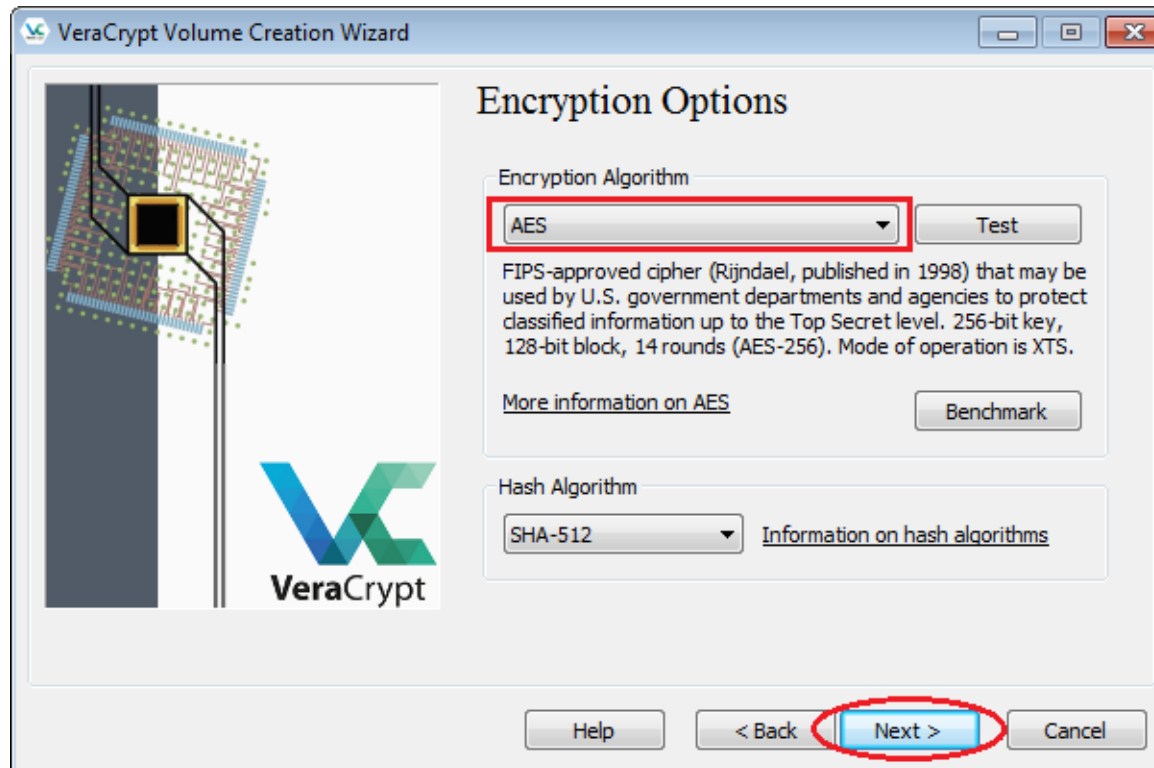 VeraCrypt Volume Creation Wizard
Encryption Options
Encryption Algorithm
AES
Test
FIPS-approved cipher (Rijndael, published in 1998) that may be
used by U.S. government departments and agencies to protect
classified information up to the Top Secret level. 256-bit key,
128-bit block, 14 rounds (AES-256). Mode of operation is XTS.
More information on AES
Benchmark
Hash Algorithm
SHA-512
Information on hash algorithms
VeraCrypt
Help
< Back
Next >
Cancel